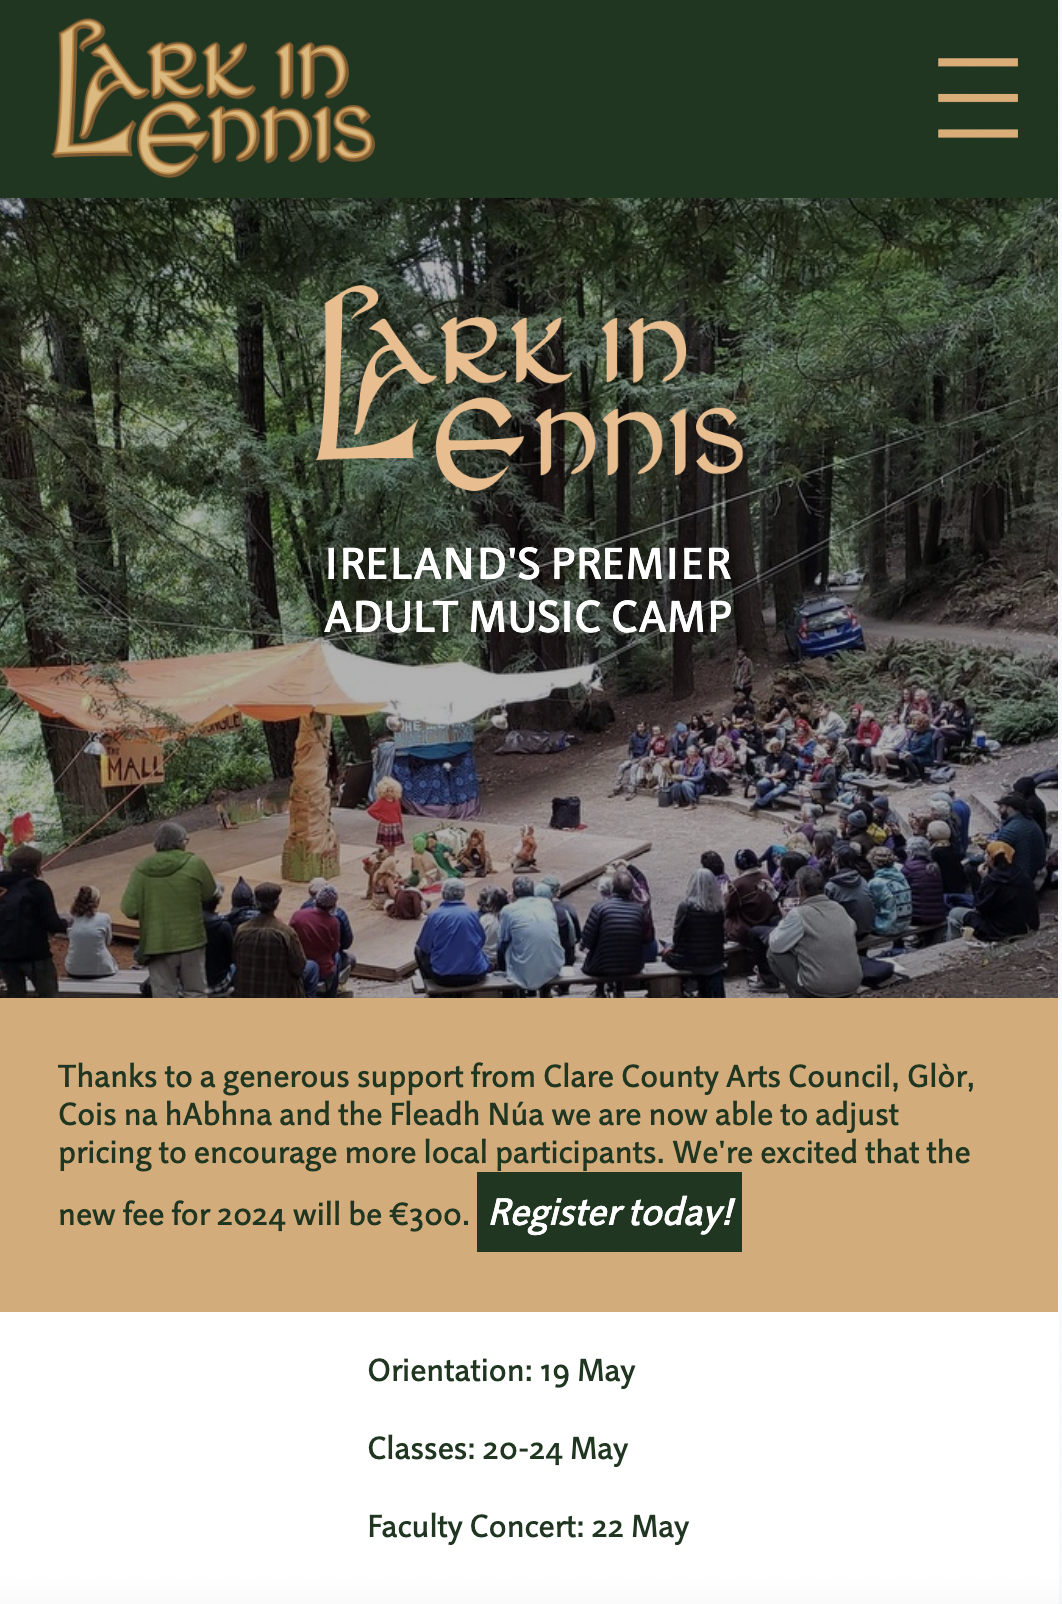 LARK IN
ENNIS
LARK IN
ENNIS
IRELAND'S PREMIER
ADULT MUSIC CAMP
THE
MALL
Thanks to a generous support from Clare County Arts Council, Glòr,
Cois na hAbhna and the Fleadh Núa we are now able to adjust
pricing to encourage more local participants. We're excited that the
new fee for 2024 will be €300. Register today!
Orientation: 19 May
Classes: 20-24 May
Faculty Concert: 22 May